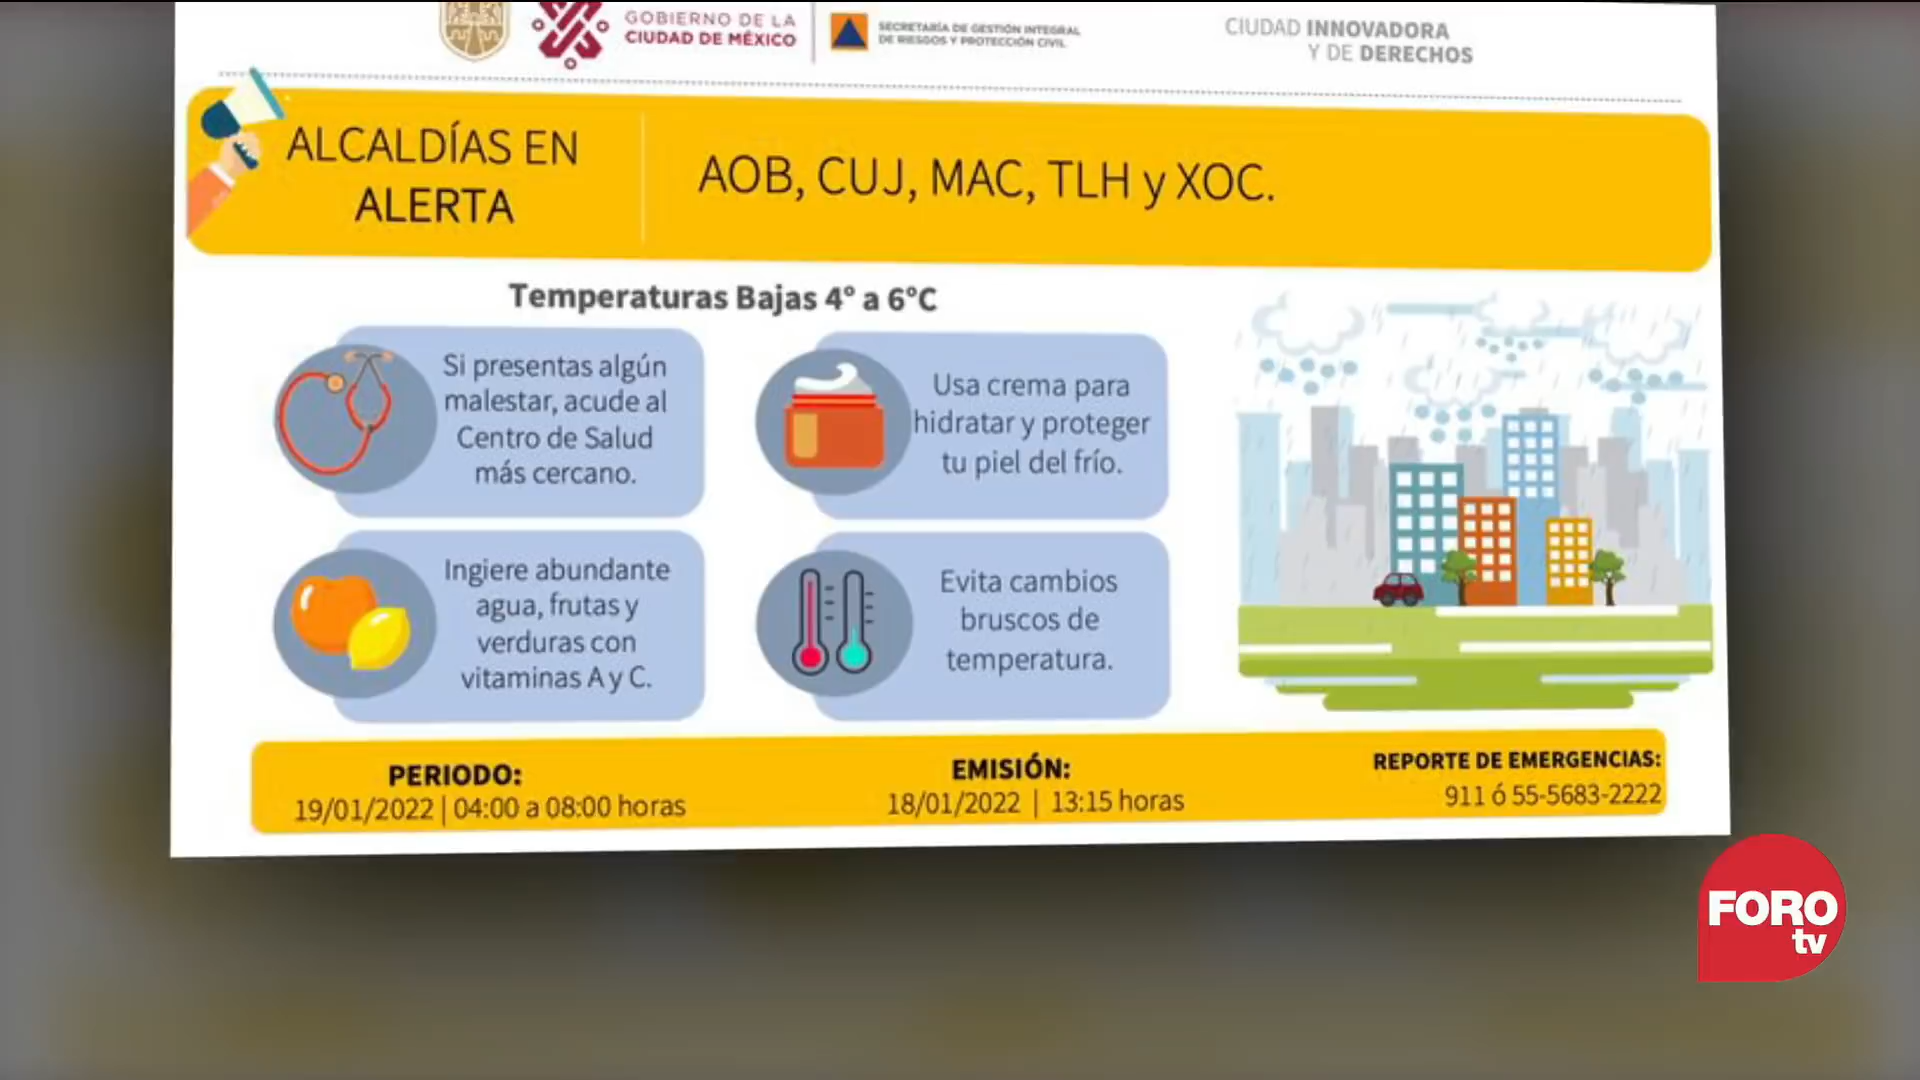 GOBIERNO DE LA
CIUDAD DE MÉXICO
SECRETARÍA DE GESTIÓN INTEGRAL
DE RIESGOS Y PROTECCIÓN CIVIL
CIUDAD INNOVADORA
Y DE DERECHOS
ALCALDÍAS EN
ALERTA
AOB, CUJ, MAC, TLH y XOC.
Temperaturas Bajas 4° a 6°C
Si presentas algún
malestar, acude al
Centro de Salud
más cercano.
Usa crema para
hidratar y proteger
tu piel del frío.
Ingiere abundante
agua, frutas y
verduras con
vitaminas A y C.
Evita cambios
bruscos de
temperatura.
PERIODO:
19/01/2022 | 04:00 a 08:00 horas
EMISIÓN:
18/01/2022 | 13:15 horas
REPORTE DE EMERGENCIAS:
911 ó 55-5683-2222
FORO
tv